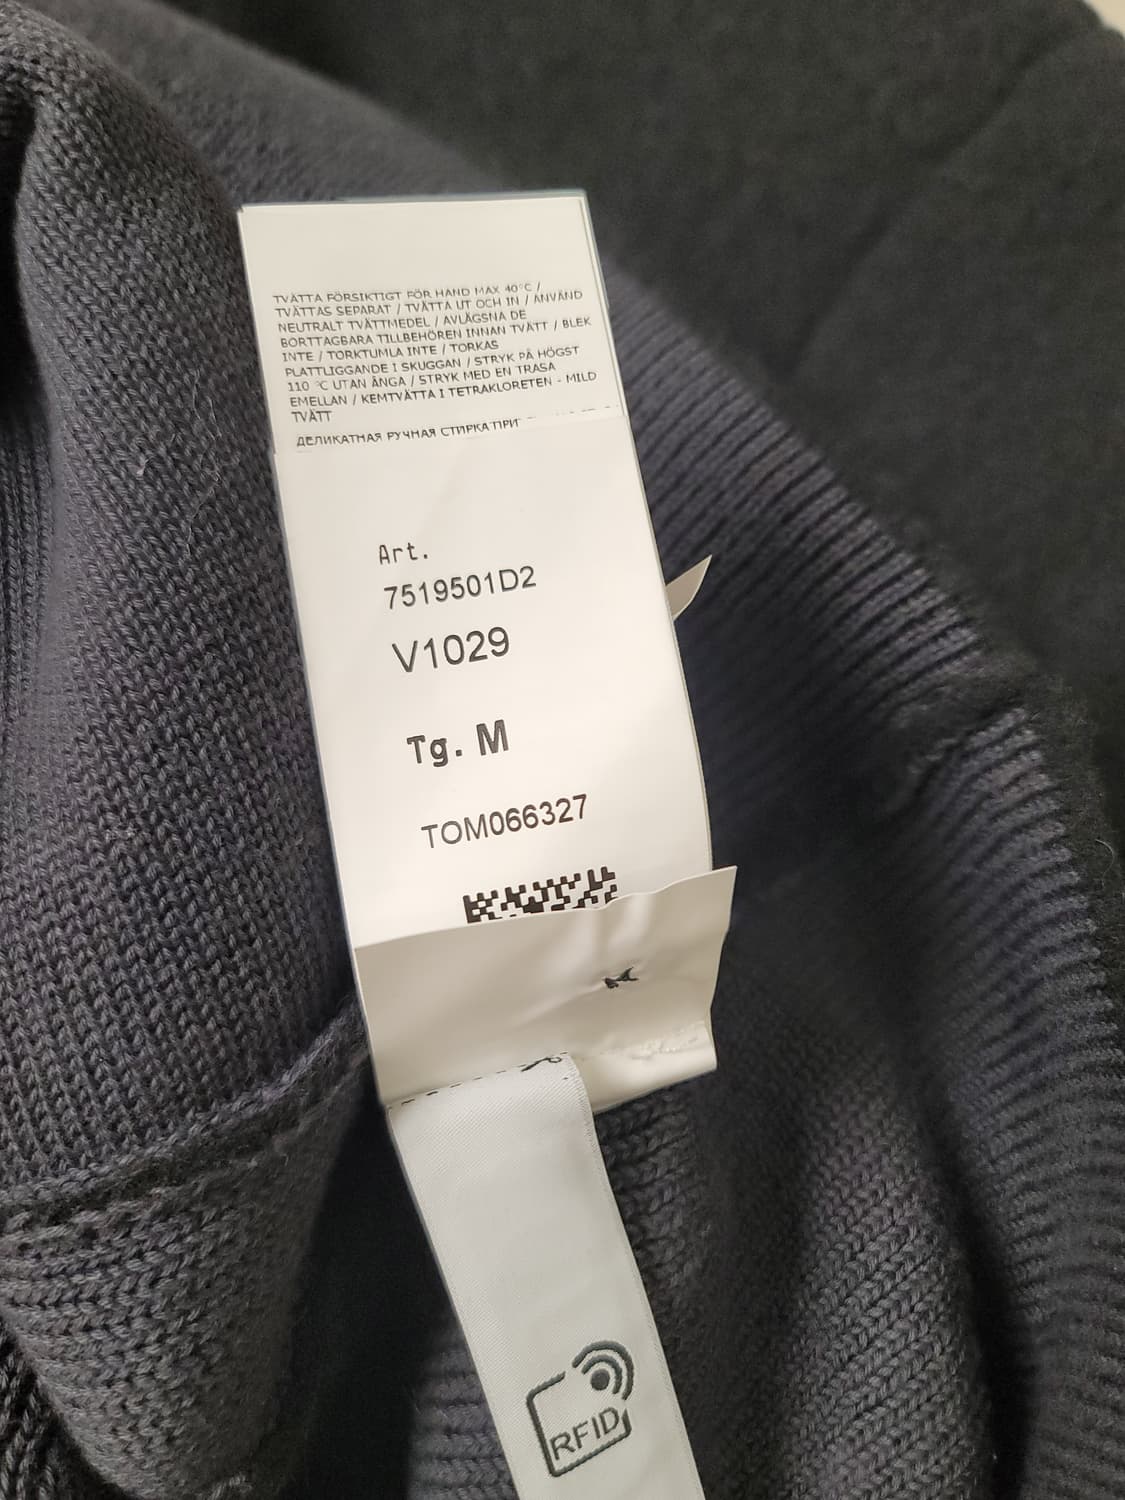 TVÄTTA FÖRSIKTIGT FÖR HAND MAX 40°C /
TVÄTTAS SEPARAT / TVÄTTA UT OCH IN / ANVÄND
NEUTRALT TVÄTTMEDEL / AVLÄGSNA DE
BORTTAGBARA TILLBEHÖREN INNAN TVÄTT / BLEK
INTE / TORKTUMLA INTE / TORKAS
PLATTLIGGANDE I SKUGGAN / STRYK PÅ HÖGST
110 °C UTAN ÅNGA / STRYK MED EN TRASA
EMELLAN / KEMTVÄTTA I TETRAKLORETEN - MILD
TVÄTT
ДЕЛИКАТНАЯ РУЧНАЯ СТИРКА ПРИ
Art.
7519501D2
V1029
Tg. M
TOM066327
RFID